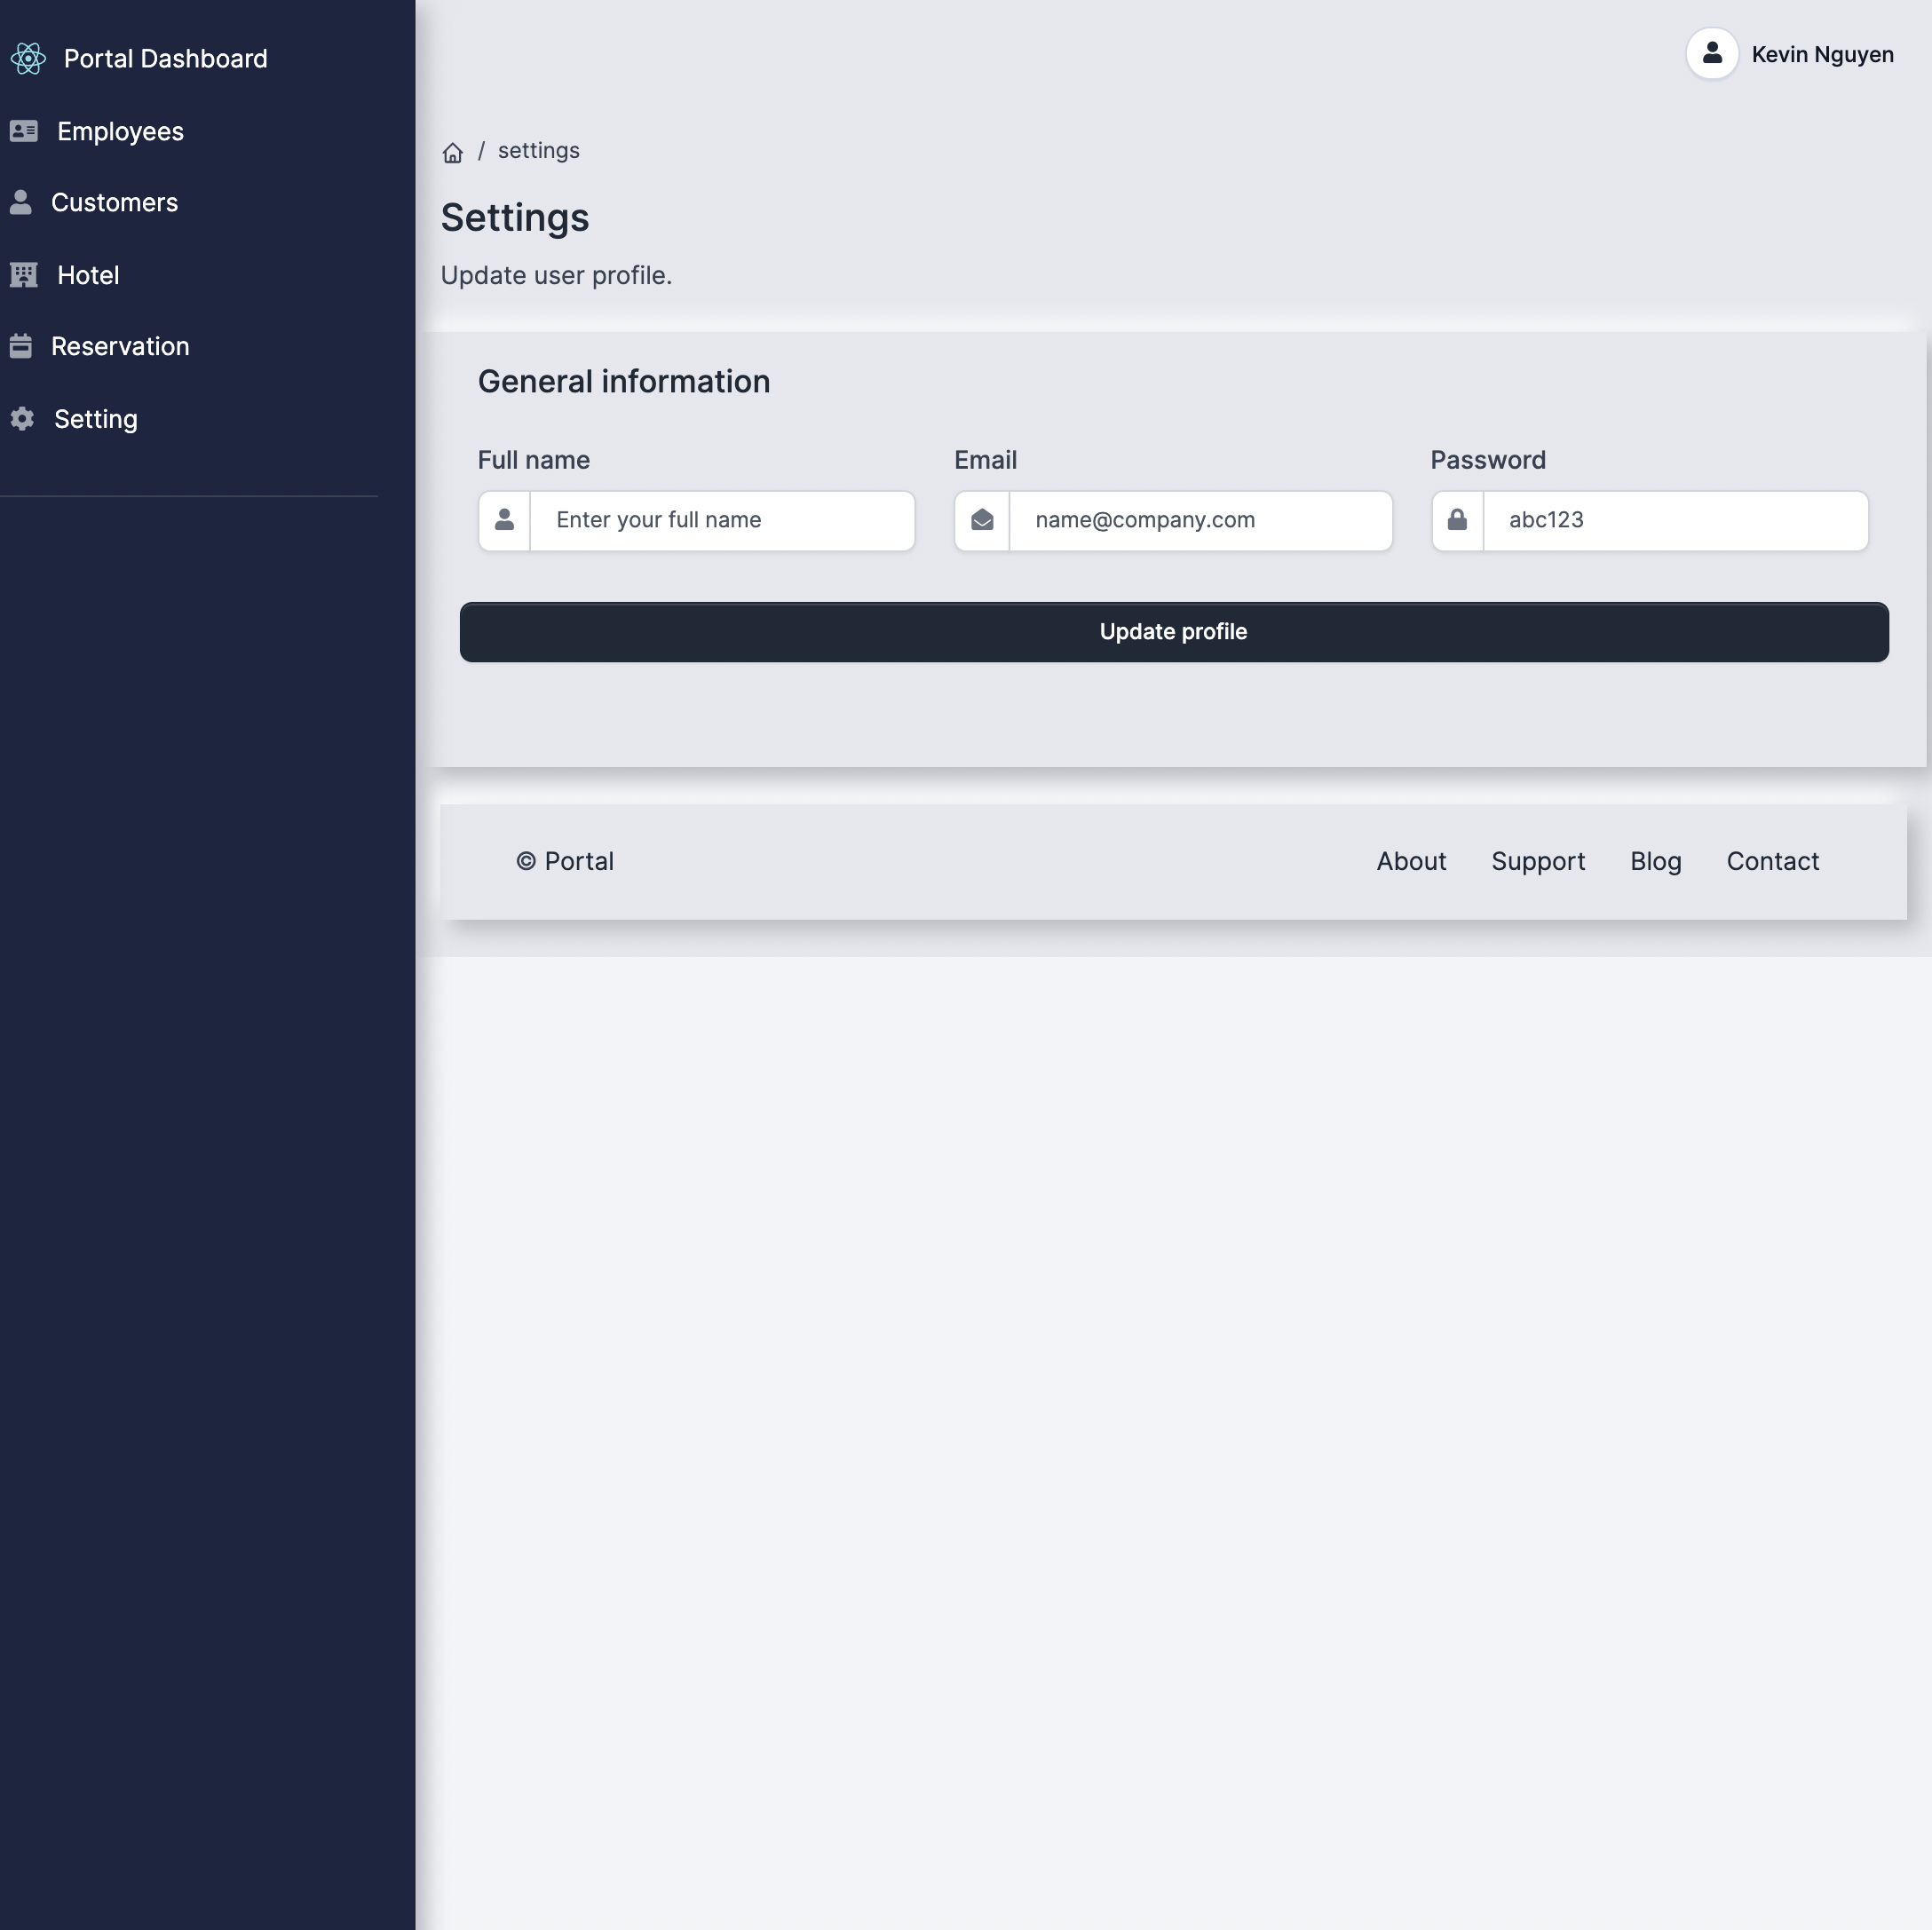 Portal Dashboard
Employees
Customers
Hotel
Reservation
Setting
Kevin Nguyen
/ settings
Settings
Update user profile.
General information
Full name
Enter your full name
Email
name@company.com
Password
abc123
Update profile
© Portal
About Support Blog Contact